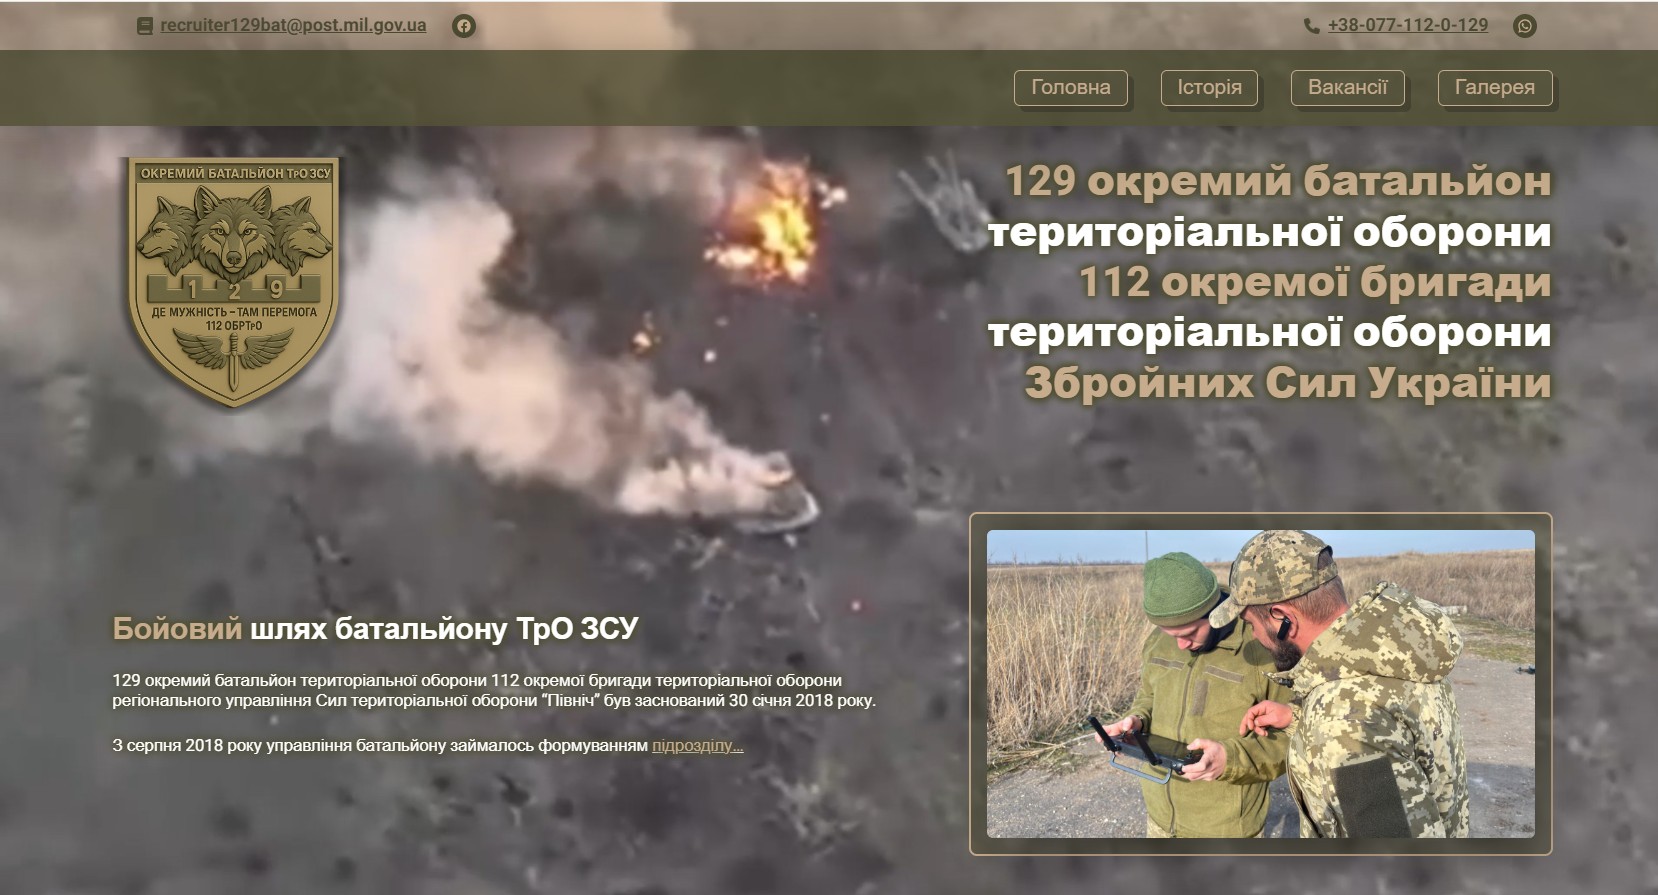 recruiter129bat@post.mil.gov.ua
+38-077-112-0-129
Головна
Історія
Вакансії
Галерея
ОКРЕМИЙ БАТАЛЬЙОН ТрО ЗСУ
1 2 9
ДЕ МУЖНІСТЬ – ТАМ ПЕРЕМОГА
112 ОБРТрО
129 окремий батальйон
територіальної оборони
112 окремої бригади
територіальної оборони
Збройних Сил України
Бойовий шлях батальйону ТрО ЗСУ
129 окремий батальйон територіальної оборони 112 окремої бригади територіальної оборони
регіонального управління Сил територіальної оборони “Північ” був заснований 30 січня 2018 року.
З серпня 2018 року управління батальйону займалось формуванням підрозділу...